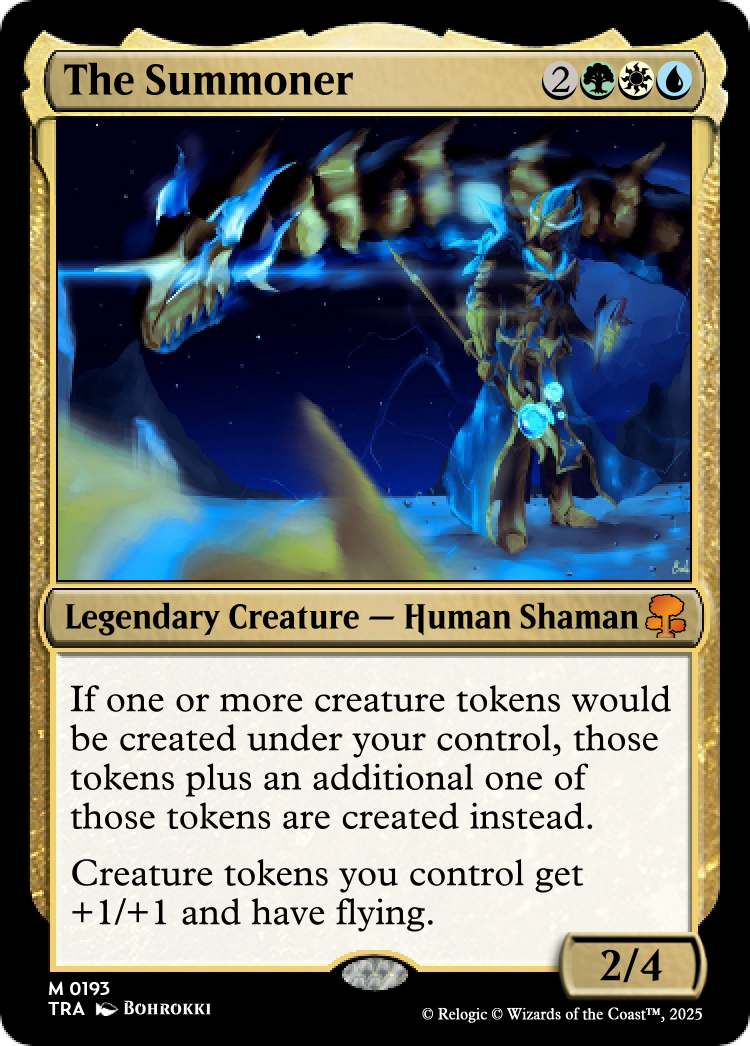 The Summoner 2
Legendary Creature — Human Shaman
If one or more creature tokens would
be created under your control, those
tokens plus an additional one of
those tokens are created instead.
Creature tokens you control get
+1/+1 and have flying.
2/4
M 0193
TRA BOHROKKI
© Relogic © Wizards of the Coast™, 2025